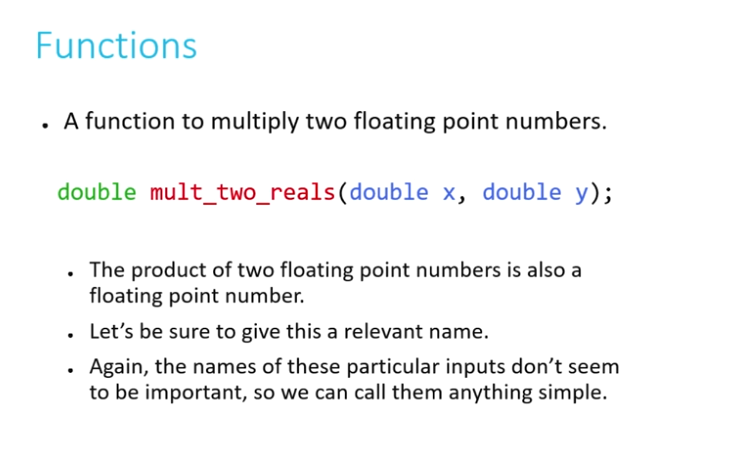 Functions
• A function to multiply two floating point numbers.
double mult_two_reals(double x, double y);
• The product of two floating point numbers is also a
floating point number.
• Let’s be sure to give this a relevant name.
• Again, the names of these particular inputs don’t seem
to be important, so we can call them anything simple.